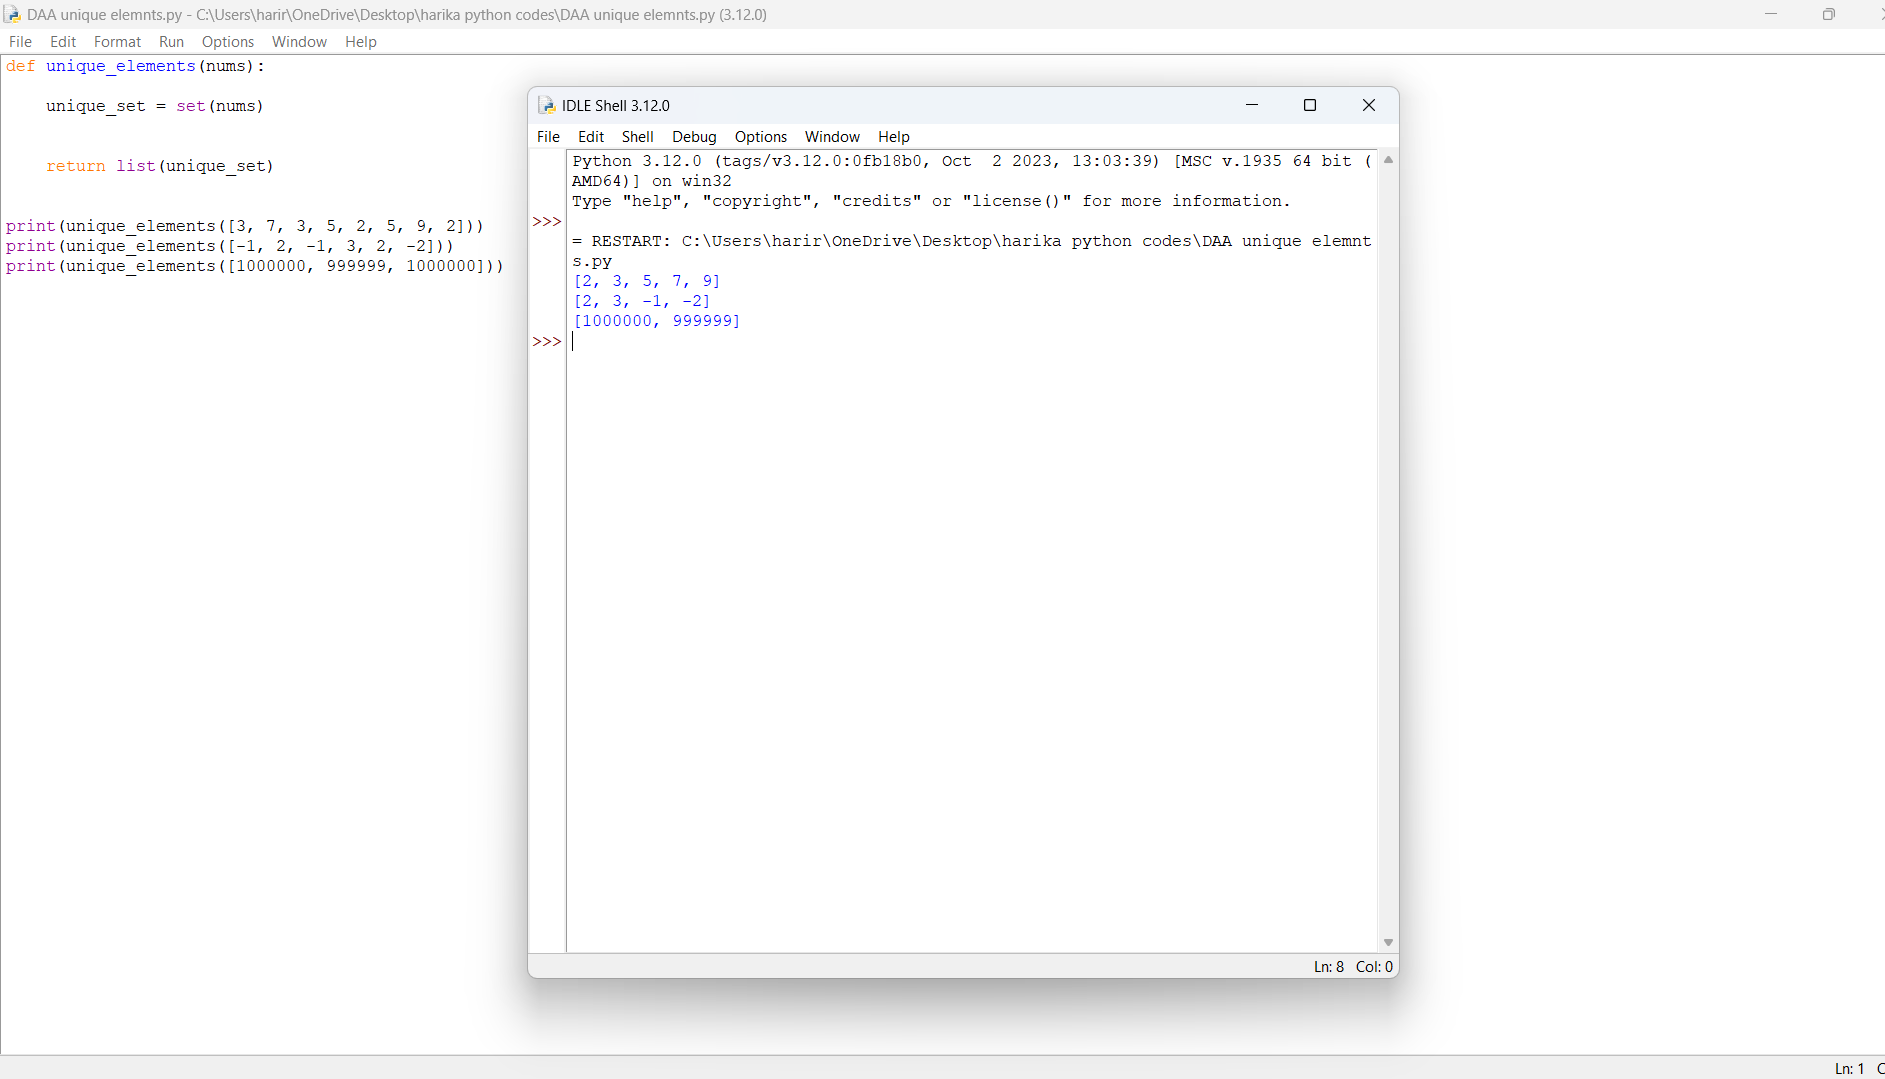 DAA unique elemnts.py - C:\Users\harir\OneDrive\Desktop\harika python codes\DAA unique elemnts.py (3.12.0)
File Edit Format Run Options Window Help
def unique_elements(nums):
    unique_set = set(nums)
    return list(unique_set)
print(unique_elements([3, 7, 3, 5, 2, 5, 9, 2]))
print(unique_elements([-1, 2, -1, 3, 2, -2]))
print(unique_elements([1000000, 999999, 1000000]))
IDLE Shell 3.12.0
File Edit Shell Debug Options Window Help
Python 3.12.0 (tags/v3.12.0:0fb18b0, Oct  2 2023, 13:03:39) [MSC v.1935 64 bit (
AMD64)] on win32
Type "help", "copyright", "credits" or "license()" for more information.
>>>
= RESTART: C:\Users\harir\OneDrive\Desktop\harika python codes\DAA unique elemnt
s.py
[2, 3, 5, 7, 9]
[2, 3, -1, -2]
[1000000, 999999]
>>>
Ln: 8 Col: 0
Ln: 1